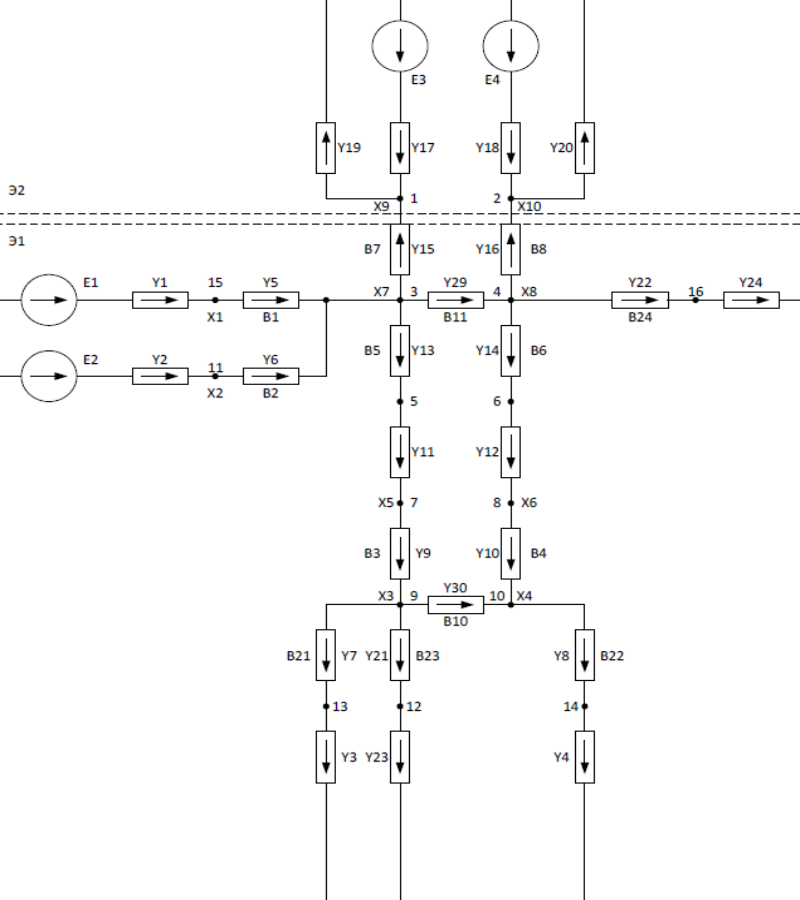 E3 E4
Y19 Y17 Y18 Y20
Э2
1 2
X9 X10
Э1
B7 Y15 Y16 B8
E1 Y1 15 Y5 X7 3 Y29 4 X8 Y22 16 Y24
X1 B1 B11 B24
E2 Y2 11 Y6 B5 Y13 Y14 B6
X2 B2
5 6
Y11 Y12
X5 7 8 X6
B3 Y9 Y10 B4
X3 9 Y30 10 X4
B10
B21 Y7 Y21 B23 Y8 B22
13 12 14
Y3 Y23 Y4